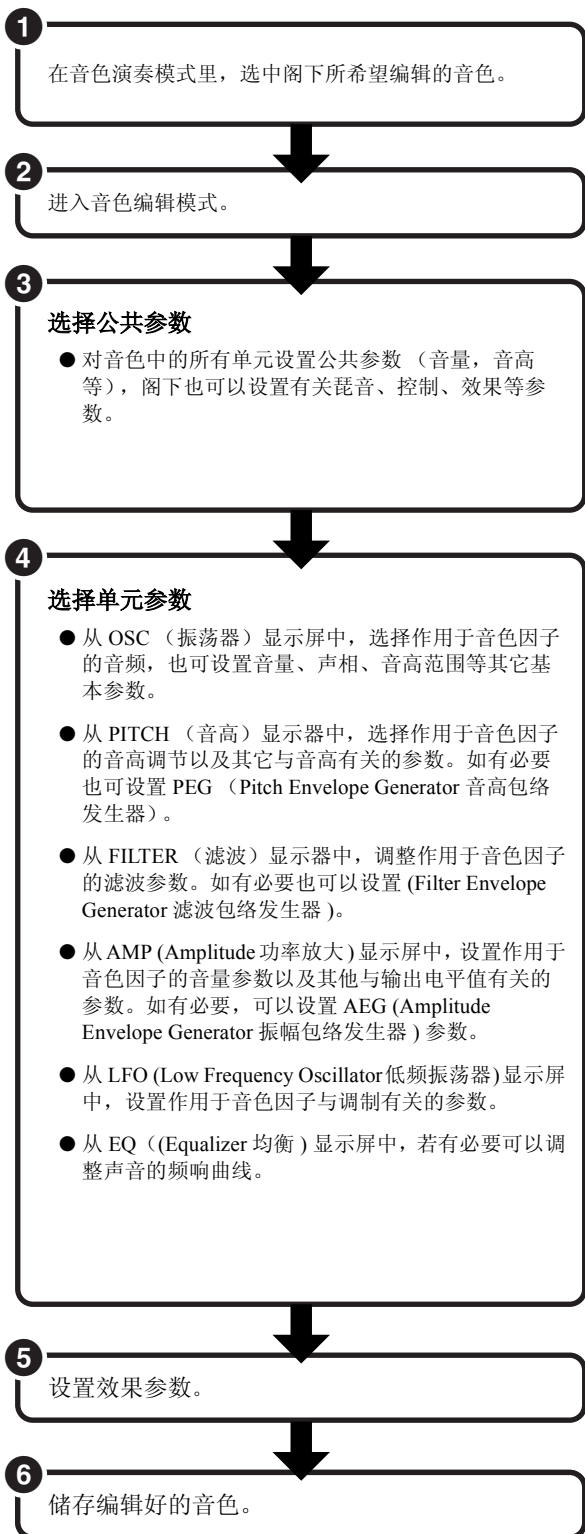 1
在音色演奏模式里，选中阁下所希望编辑的音色。
2
进入音色编辑模式。
3
选择公共参数
● 对音色中的所有单元设置公共参数 （音量，音高
等），阁下也可以设置有关琵音、控制、效果等参
数。
4
选择单元参数
● 从 OSC （振荡器）显示屏中，选择作用于音色因子
的音频，也可设置音量、声相、音高范围等其它基
本参数。
● 从 PITCH （音高）显示器中，选择作用于音色因子
的音高调节以及其它与音高有关的参数。如有必要
也可设置 PEG （Pitch Envelope Generator 音高包络
发生器）。
● 从 FILTER （滤波）显示器中，调整作用于音色因子
的滤波参数。如有必要也可以设置 (Filter Envelope
Generator 滤波包络发生器 )。
● 从 AMP (Amplitude 功率放大 ) 显示屏中，设置作用于
音色因子的音量参数以及其他与输出电平值有关的
参数。如有必要，可以设置 AEG (Amplitude
Envelope Generator 振幅包络发生器 ) 参数。
● 从 LFO (Low Frequency Oscillator 低频振荡器) 显示屏
中，设置作用于音色因子与调制有关的参数。
● 从 EQ（(Equalizer 均衡 ) 显示屏中，若有必要可以调
整声音的频响曲线。
5
设置效果参数。
6
储存编辑好的音色。